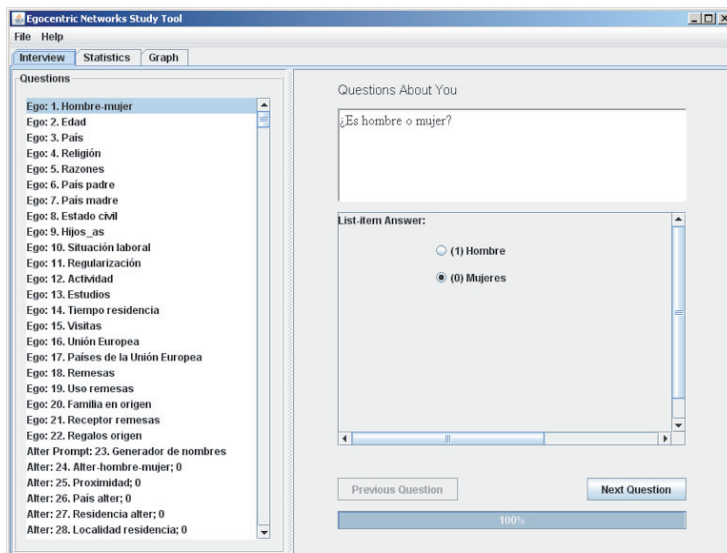 Egocentric Networks Study Tool
File Help
Interview Statistics Graph
Questions
Ego: 1. Hombre-mujer
Ego: 2. Edad
Ego: 3. País
Ego: 4. Religión
Ego: 5. Razones
Ego: 6. País padre
Ego: 7. País madre
Ego: 8. Estado civil
Ego: 9. Hijos_as
Ego: 10. Situación laboral
Ego: 11. Regularización
Ego: 12. Actividad
Ego: 13. Estudios
Ego: 14. Tiempo residencia
Ego: 15. Visitas
Ego: 16. Unión Europea
Ego: 17. Países de la Unión Europea
Ego: 18. Remesas
Ego: 19. Uso remesas
Ego: 20. Familia en origen
Ego: 21. Receptor remesas
Ego: 22. Regalos origen
Alter Prompt: 23. Generador de nombres
Alter: 24. Alter-hombre-mujer; 0
Alter: 25. Proximidad; 0
Alter: 26. País alter; 0
Alter: 27. Residencia alter; 0
Alter: 28. Localidad residencia; 0
Questions About You
¿Es hombre o mujer?
List-item Answer:
(1) Hombre
(0) Mujeres
Previous Question
Next Question
100%